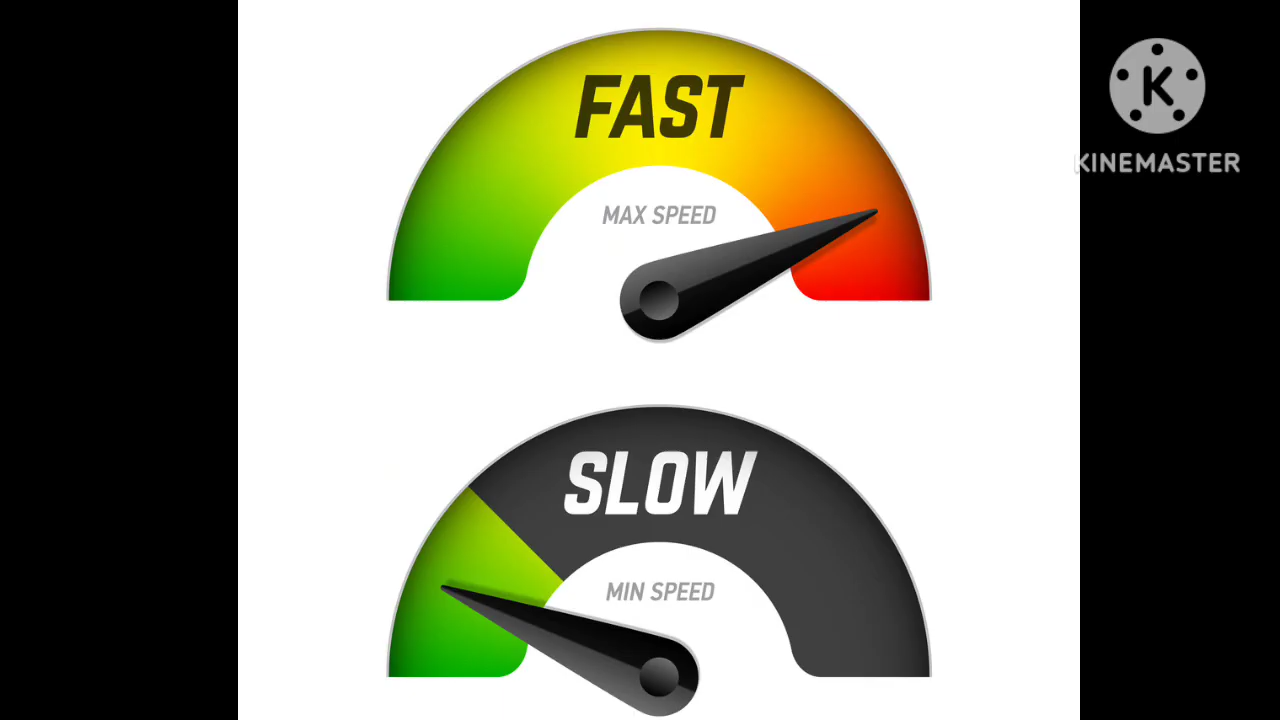 FAST
MAX SPEED
K
KINEMASTER
SLOW
MIN SPEED